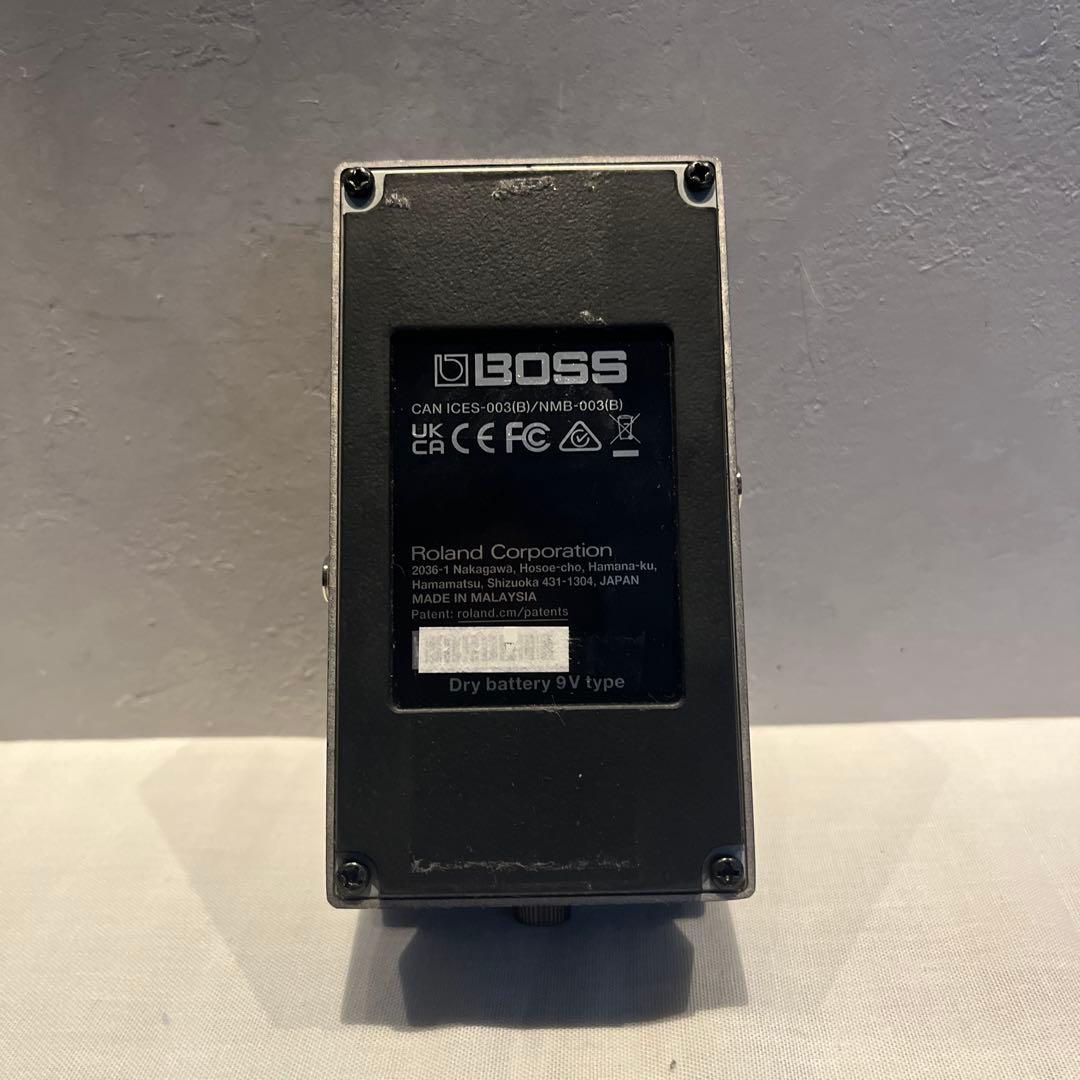 BOSS
CAN ICES-003(B)/NMB-003(B)
UK CA CE FC
Roland Corporation
2036-1 Nakagawa, Hosoe-cho, Hamana-ku,
Hamamatsu, Shizuoka 431-1304, JAPAN
MADE IN MALAYSIA
Patent: roland.cm/patents
Dry battery 9V type